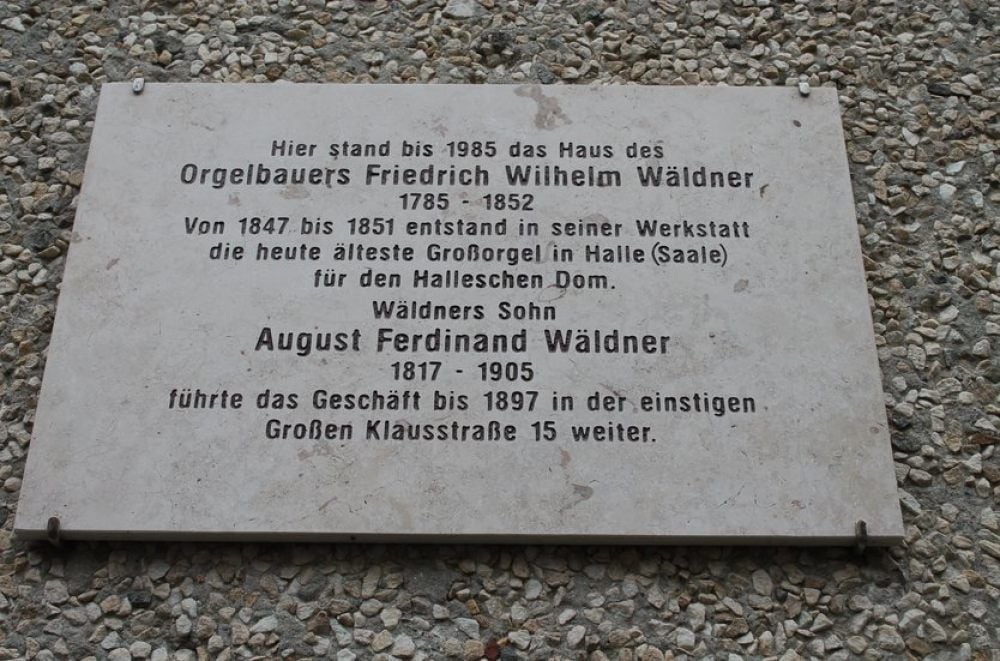 Hier stand bis 1985 das Haus des
Orgelbauers Friedrich Wilhelm Wäldner
1785 - 1852
Von 1847 bis 1851 entstand in seiner Werkstatt
die heute älteste Großorgel in Halle (Saale)
für den Halleschen Dom.
Wäldners Sohn
August Ferdinand Wäldner
1817 - 1905
führte das Geschäft bis 1897 in der einstigen
Großen Klausstraße 15 weiter.